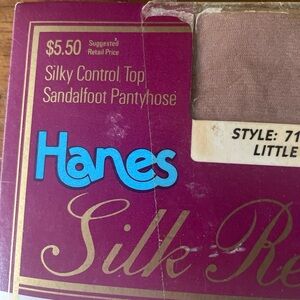 $5.50 Suggested Retail Price
Silky Control Top
Sandalfoot Pantyhose
STYLE: 71
LITTLE
Hanes
Silk Re